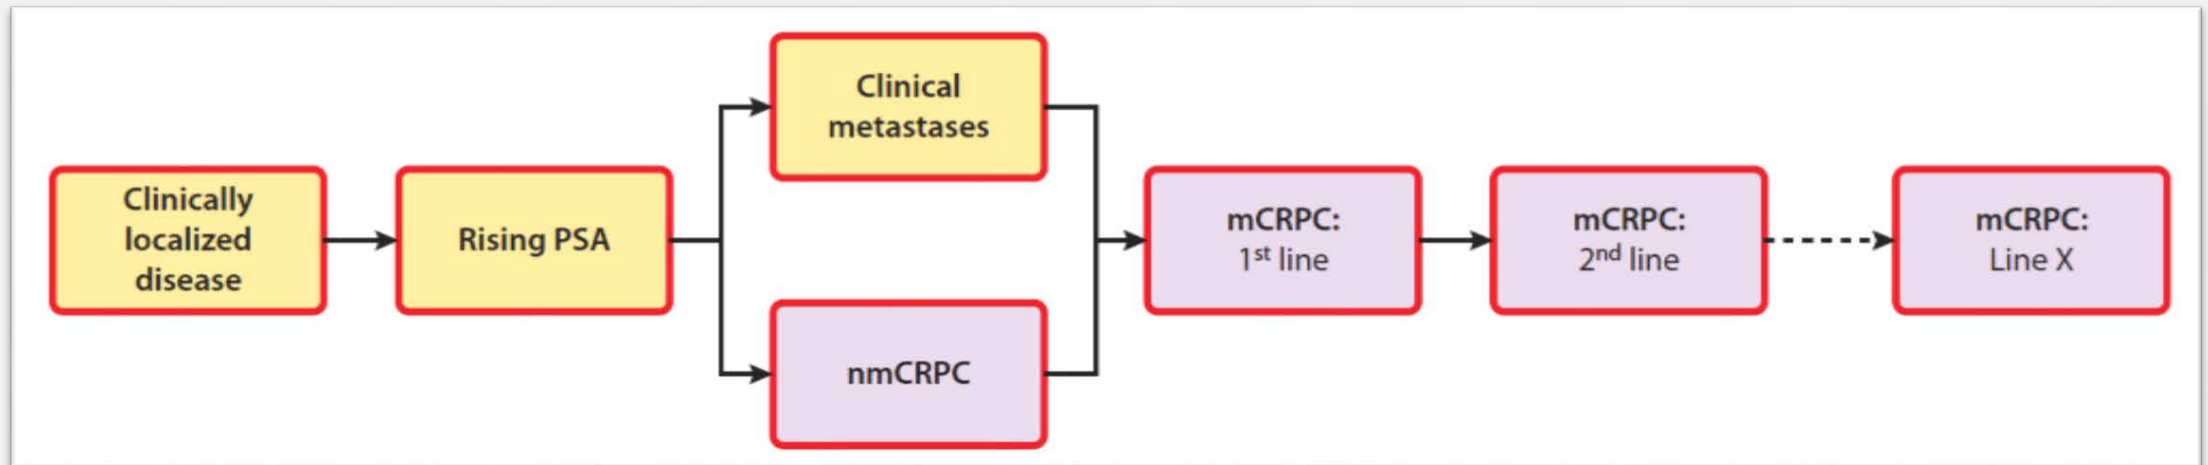 Clinically
localized
disease
Rising PSA
Clinical
metastases
nmCRPC
mCRPC:
1st line
mCRPC:
2nd line
mCRPC:
Line X